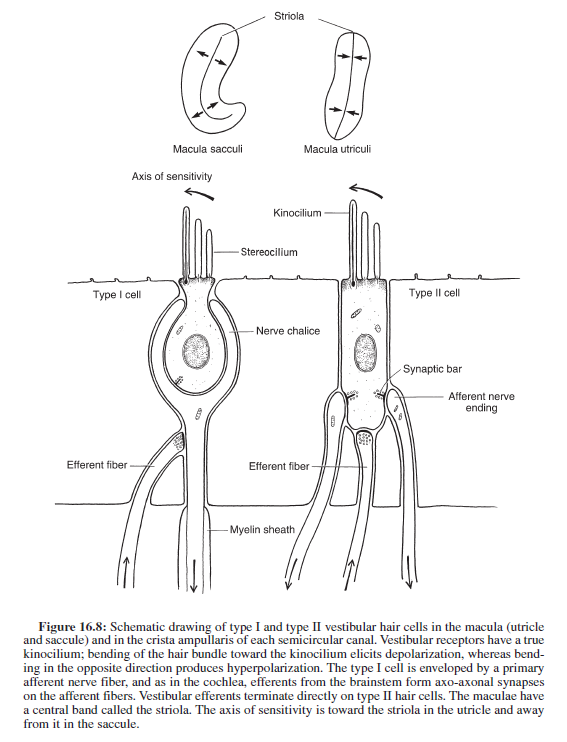 Striola
Macula sacculi
Macula utriculi
Axis of sensitivity
Kinocilium
Stereocilium
Type I cell
Type II cell
Nerve chalice
Synaptic bar
Afferent nerve
ending
Efferent fiber
Efferent fiber
Myelin sheath
Figure 16.8: Schematic drawing of type I and type II vestibular hair cells in the macula (utricle
and saccule) and in the crista ampullaris of each semicircular canal. Vestibular receptors have a true
kinocilium; bending of the hair bundle toward the kinocilium elicits depolarization, whereas bend-
ing in the opposite direction produces hyperpolarization. The type I cell is enveloped by a primary
afferent nerve fiber, and as in the cochlea, efferents from the brainstem form axo-axonal synapses
on the afferent fibers. Vestibular efferents terminate directly on type II hair cells. The maculae have
a central band called the striola. The axis of sensitivity is toward the striola in the utricle and away
from it in the saccule.